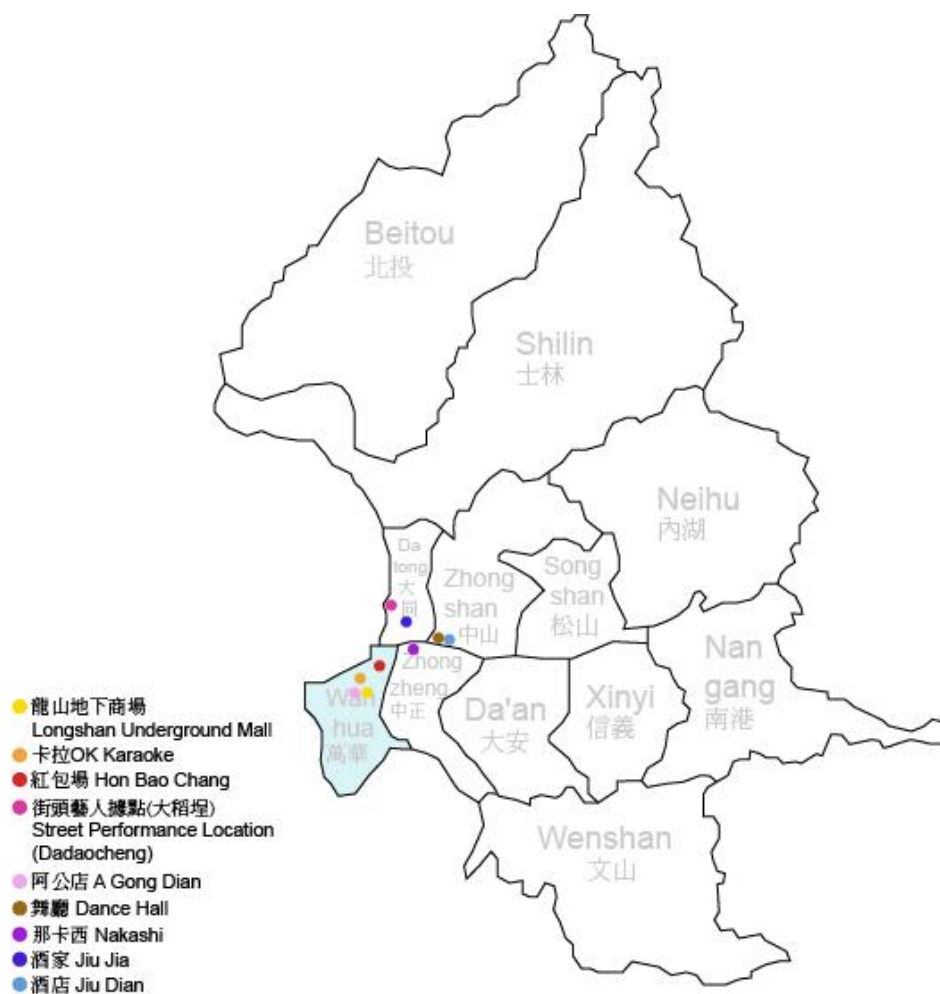 Beitou
北投
Shilin
士林
Neihu
內湖
Da
tong
大
同
Zhong
shan
中山
Song
shan
松山
Nan
gang
南港
Zhong
zheng
中正
Wan
hua
萬華
Da'an
大安
Xinyi
信義
Wenshan
文山
龍山地下商場
Longshan Underground Mall
卡拉OK Karaoke
紅包場 Hon Bao Chang
街頭藝人據點(大稻埕)
Street Performance Location
(Dadaocheng)
阿公店 A Gong Dian
舞廳 Dance Hall
那卡西 Nakashi
酒家 Jiu Jia
酒店 Jiu Dian